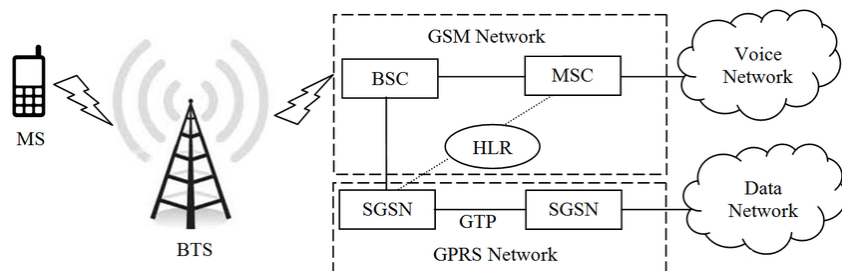 GSM Network
BSC
MSC
Voice
Network
MS
HLR
SGSN
GTP
SGSN
Data
Network
BTS
GPRS Network